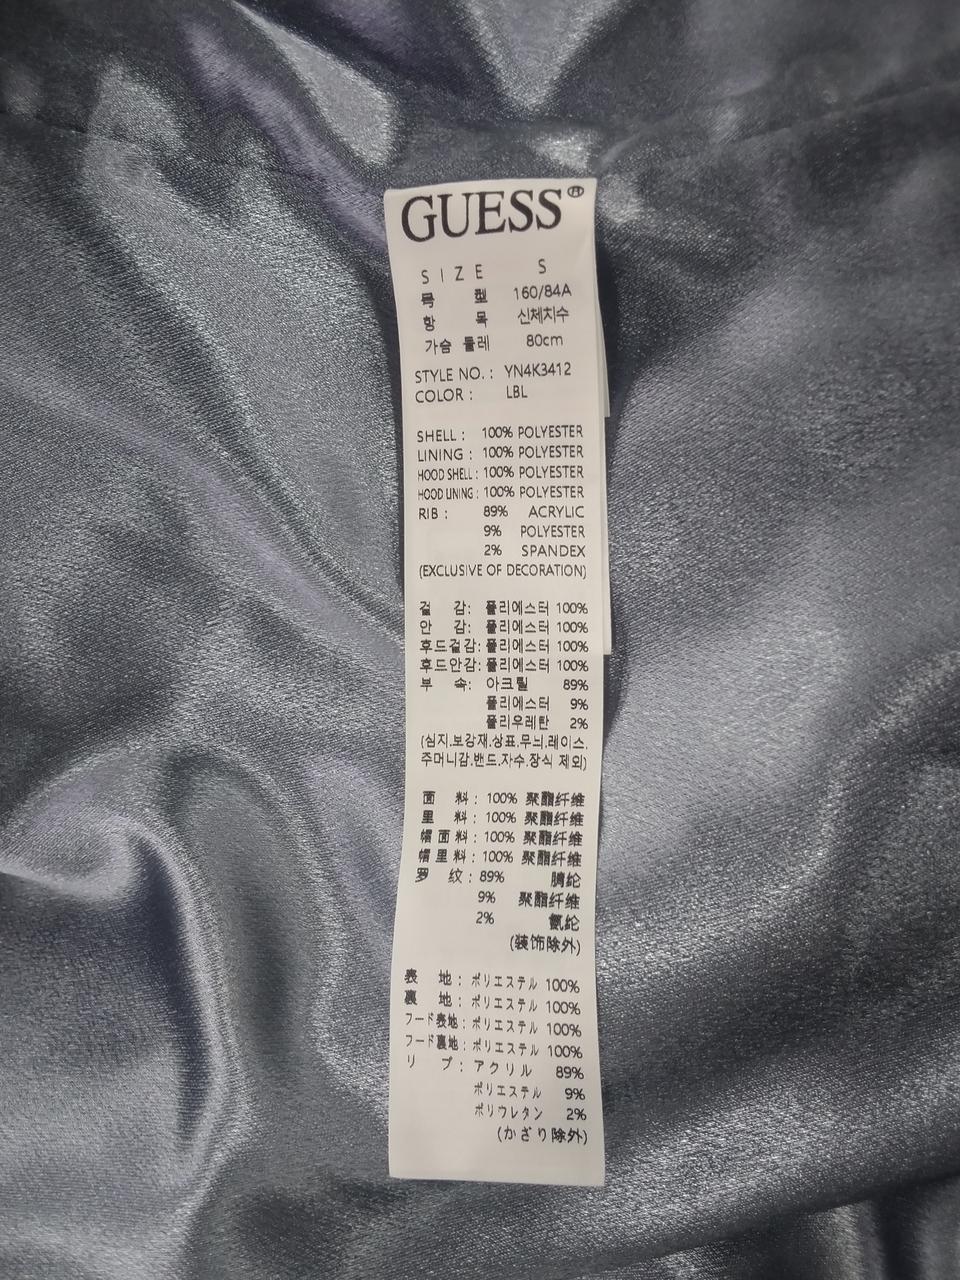 GUESS®
SIZE S
号 型 160/84A
항 목 신체치수
가슴 둘레 80cm
STYLE NO.: YN4K3412
COLOR: LBL
SHELL: 100% POLYESTER
LINING: 100% POLYESTER
HOOD SHELL: 100% POLYESTER
HOOD LINING: 100% POLYESTER
RIB: 89% ACRYLIC
9% POLYESTER
2% SPANDEX
(EXCLUSIVE OF DECORATION)
겉 감: 폴리에스터 100%
안 감: 폴리에스터 100%
후드겉감: 폴리에스터 100%
후드안감: 폴리에스터 100%
부 속: 아크릴 89%
폴리에스터 9%
폴리우레탄 2%
(심지.보강재.상표.무늬.레이스.
주머니감.밴드.자수.장식 제외)
面 料: 100% 聚酯纤维
里 料: 100% 聚酯纤维
帽面料: 100% 聚酯纤维
帽里料: 100% 聚酯纤维
罗 纹: 89% 腈纶
9% 聚酯纤维
2% 氨纶
(装饰除外)
表 地: ポリエステル 100%
裏 地: ポリエステル 100%
フード表地: ポリエステル 100%
フード裏地: ポリエステル 100%
リ ブ: アクリル 89%
ポリエステル 9%
ポリウレタン 2%
(かざり除外)